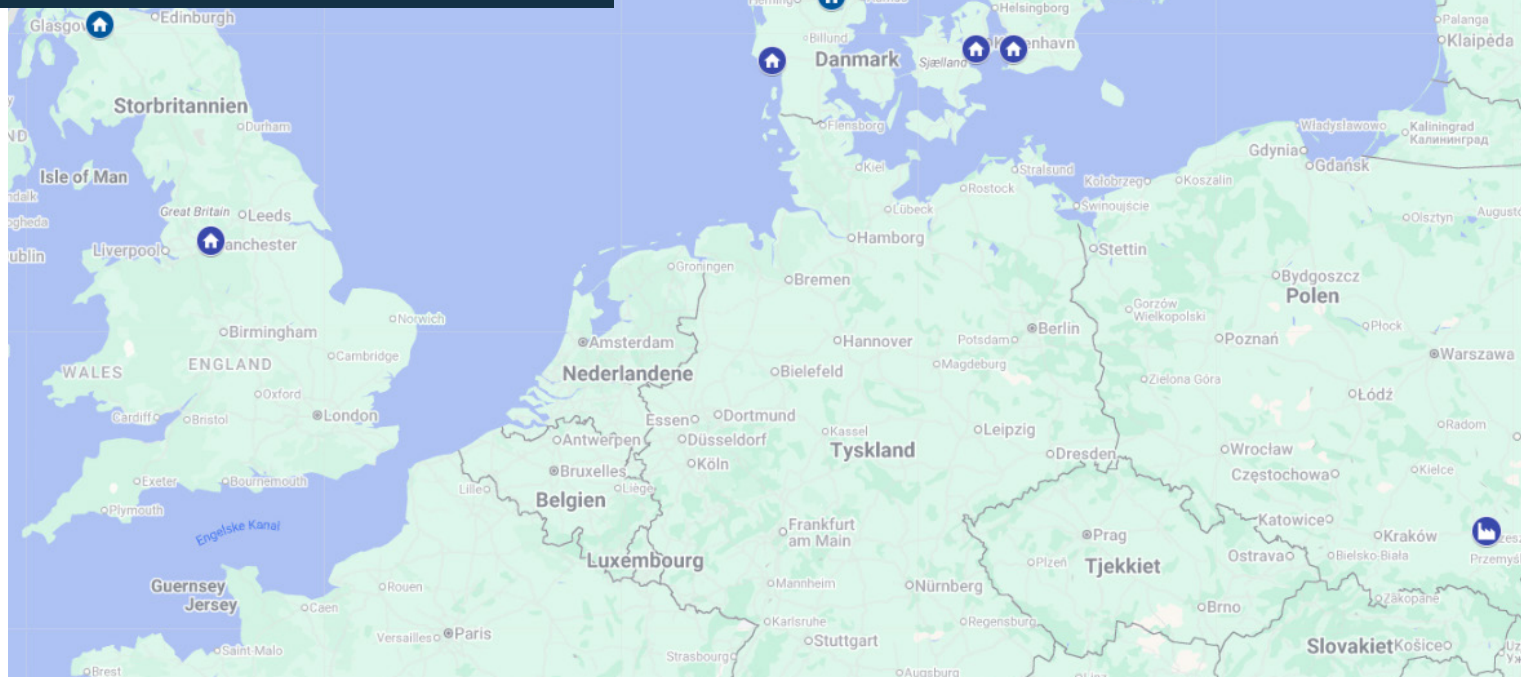 Edinburgh
Helsingborg
Palanga
Klaipėda
Billund
Danmark
Sjælland
Storbritannien
Durham
Flensborg
Władysławowo
Kaliningrad
Калининград
Gdynia
Gdańsk
Isle of Man
Kiel
Stralsund
Rostock
Kołobrzeg
Koszalin
Great Britain
Leeds
Lübeck
Świnoujście
Olsztyn
Liverpool
Hamborg
Stettin
Groningen
Bremen
Bydgoszcz
Polen
Norwich
Gorzów
Wielkopolski
Płock
Birmingham
Berlin
Amsterdam
Hannover
Potsdam
Poznań
Warszawa
Cambridge
WALES
ENGLAND
Nederlandene
Bielefeld
Magdeburg
Zielona Góra
Oxford
Łódź
Cardiff
Bristol
London
Essen
Dortmund
Radom
Antwerpen
Düsseldorf
Kassel
Tyskland
Leipzig
Wrocław
Dresden
Bruxelles
Köln
Częstochowa
Kielce
Exeter
Bournemouth
Lille
Liège
Belgien
Plymouth
Engelske Kanal
Frankfurt
am Main
Katowice
Kraków
Prag
Plzeň
Tjekkiet
Ostrava
Bielsko-Biała
Luxembourg
Guernsey
Jersey
Rouen
Mannheim
Nürnberg
Caen
Brno
Zakopane
Karlsruhe
Regensburg
Versailles
Paris
Stuttgart
Slovakiet
Košice
Saint-Malo
Strasbourg
Brest
Augsburg